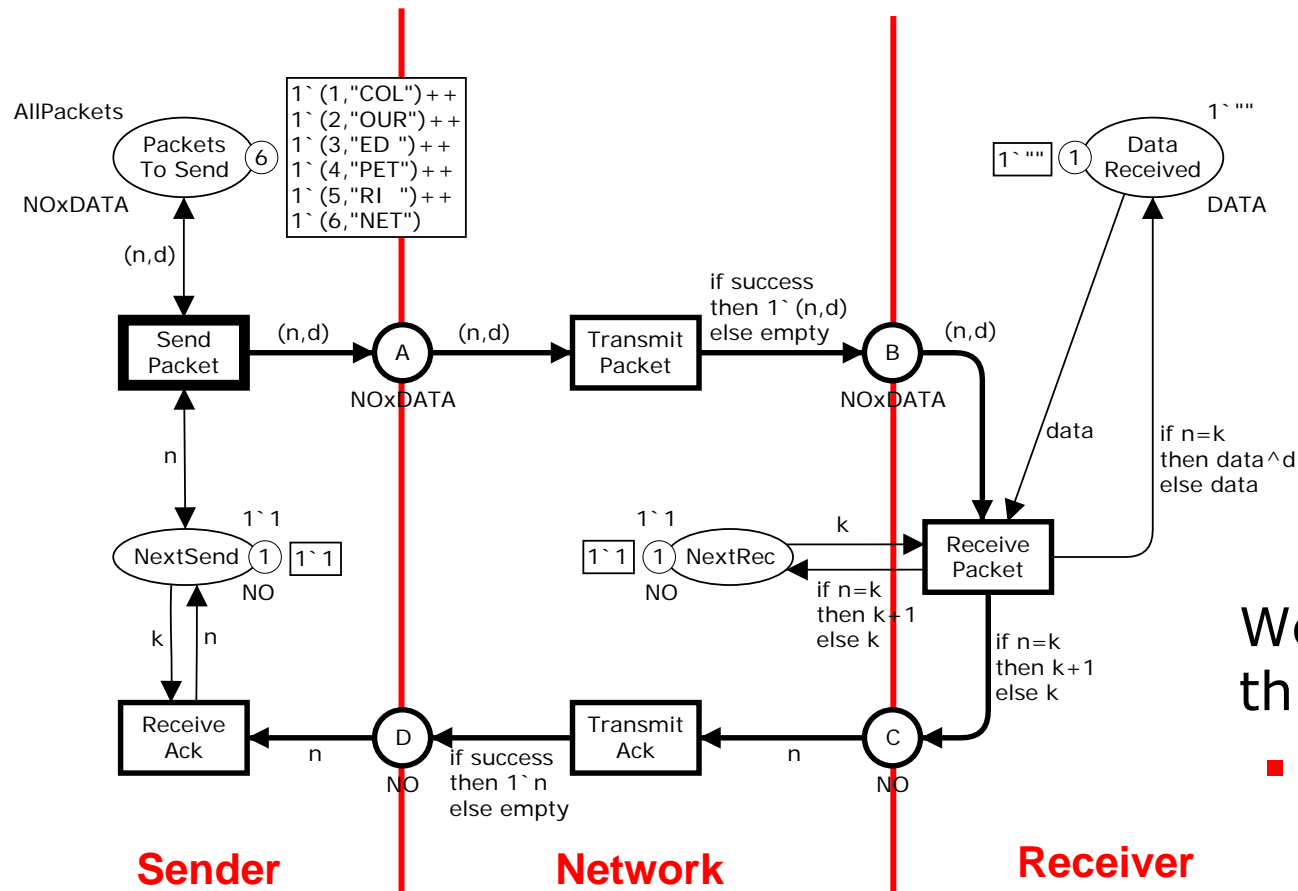 AllPackets
Packets
To Send
6
NOxDATA
1`(1,"COL")++
1`(2,"OUR")++
1`(3,"ED ")++
1`(4,"PET")++
1`(5,"RI  ")++
1`(6,"NET")
1`""
1`""
1
Data
Received
DATA
(n,d)
Send
Packet
(n,d)
A
NOxDATA
(n,d)
Transmit
Packet
if success
then 1`(n,d)
else empty
B
NOxDATA
(n,d)
data
if n=k
then data^d
else data
n
1`1
NextSend
1
1`1
NO
1`1
1`1
1
NextRec
NO
k
if n=k
then k+1
else k
Receive
Packet
if n=k
then k+1
else k
k
n
Receive
Ack
n
D
NO
if success
then 1`n
else empty
Transmit
Ack
n
C
NO
Sender
Network
Receiver